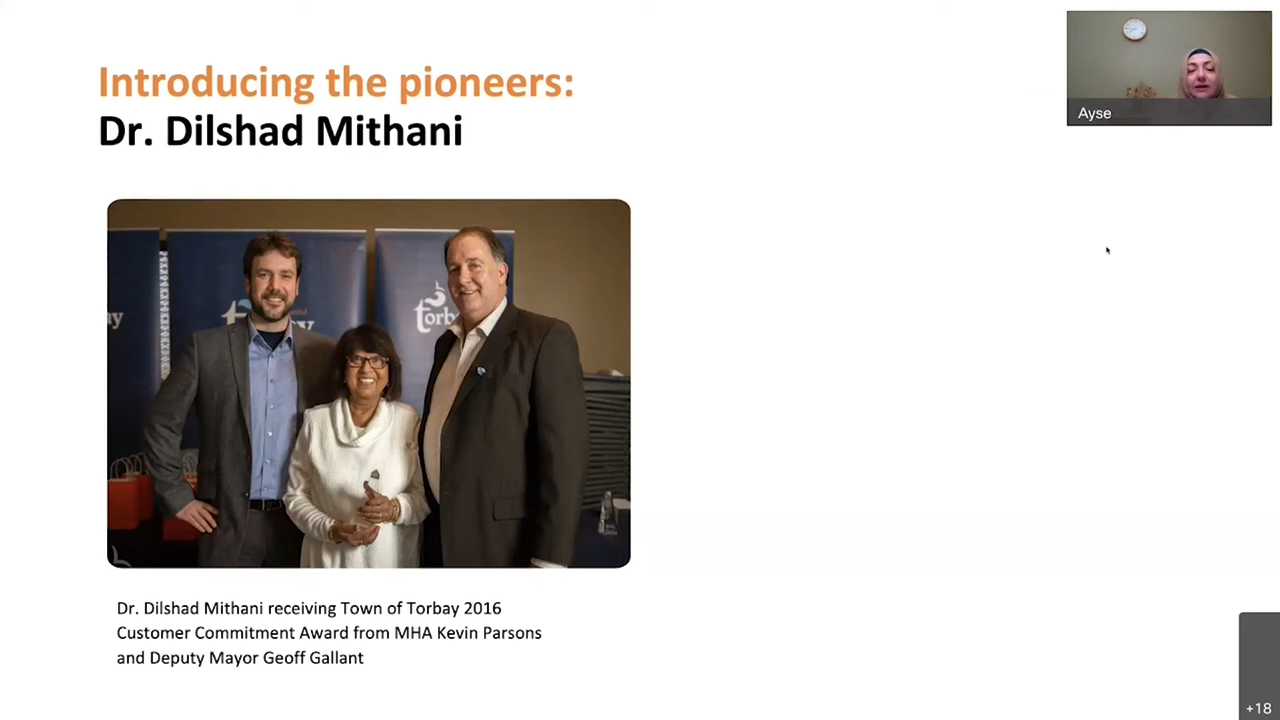 Introducing the pioneers:
Dr. Dilshad Mithani
Ayse
torbay
Dr. Dilshad Mithani receiving Town of Torbay 2016
Customer Commitment Award from MHA Kevin Parsons
and Deputy Mayor Geoff Gallant
+18